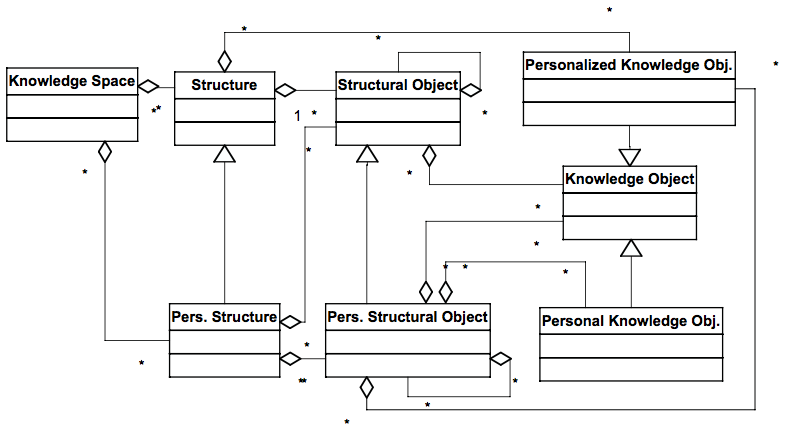 *
*
*
Personalized Knowledge Obj.
*
Knowledge Space
Structure
Structural Object
**
1
*
*
*
*
*
Knowledge Object
*
*
*
*
*
Pers. Structure
Pers. Structural Object
Personal Knowledge Obj.
*
*
**
*
*
*